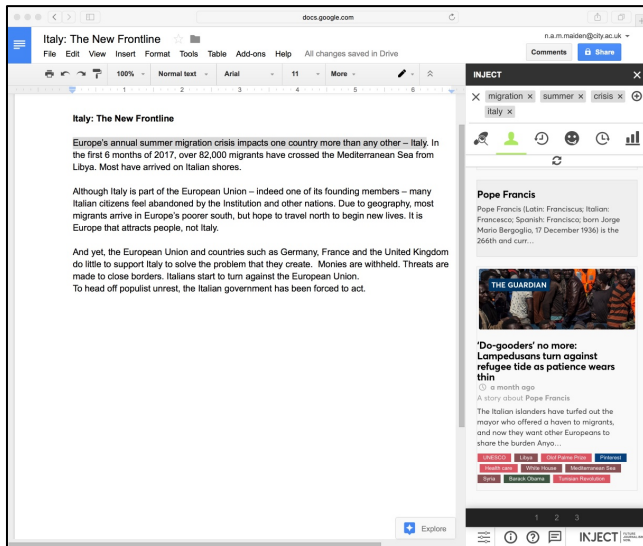 docs.google.com
Italy: The New Frontline
n.a.m.maiden@city.ac.uk
File Edit View Insert Format Tools Table Add-ons Help All changes saved in Drive
Comments Share
100% Normal text Arial 11 More
INJECT
migration × summer × crisis ×
italy ×
1 2 3 4 5 6
Italy: The New Frontline
Europe's annual summer migration crisis impacts one country more than any other – Italy. In
the first 6 months of 2017, over 82,000 migrants have crossed the Mediterranean Sea from
Libya. Most have arrived on Italian shores.
Although Italy is part of the European Union – indeed one of its founding members – many
Italian citizens feel abandoned by the Institution and other nations. Due to geography, most
migrants arrive in Europe's poorer south, but hope to travel north to begin new lives. It is
Europe that attracts people, not Italy.
And yet, the European Union and countries such as Germany, France and the United Kingdom
do little to support Italy to solve the problem that they create. Monies are withheld. Threats are
made to close borders. Italians start to turn against the European Union.
To head off populist unrest, the Italian government has been forced to act.
Explore
Pope Francis
Pope Francis (Latin: Franciscus; Italian:
Francesco; Spanish: Francisco; born Jorge
Mario Bergoglio, 17 December 1936) is the
266th and curr...
THE GUARDIAN
'Do-gooders' no more:
Lampedusans turn against
refugee tide as patience wears
thin
a month ago
A story about Pope Francis
The Italian islanders have turfed out the
mayor who offered a haven to migrants,
and now they want other Europeans to
share the burden Anyo...
UNESCO Libya Olof Palme Prize Pinterest
Health care White House Mediterranean Sea
Syria Barack Obama Tunisian Revolution
1 2 3
INJECT